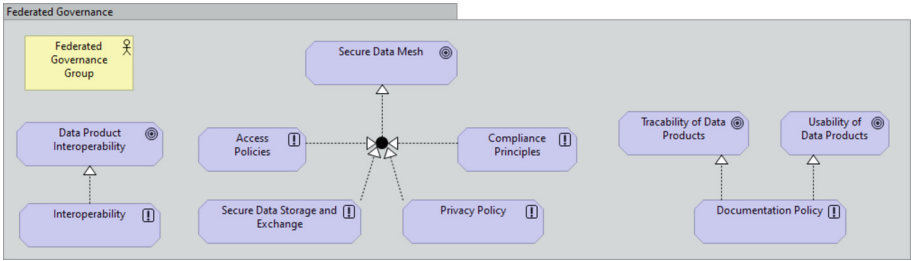 Federated Governance
Federated
Governance
Group
Secure Data Mesh
Data Product
Interoperability
Access
Policies
Compliance
Principles
Tracability of Data
Products
Usability of
Data Products
Interoperability
Secure Data Storage and
Exchange
Privacy Policy
Documentation Policy